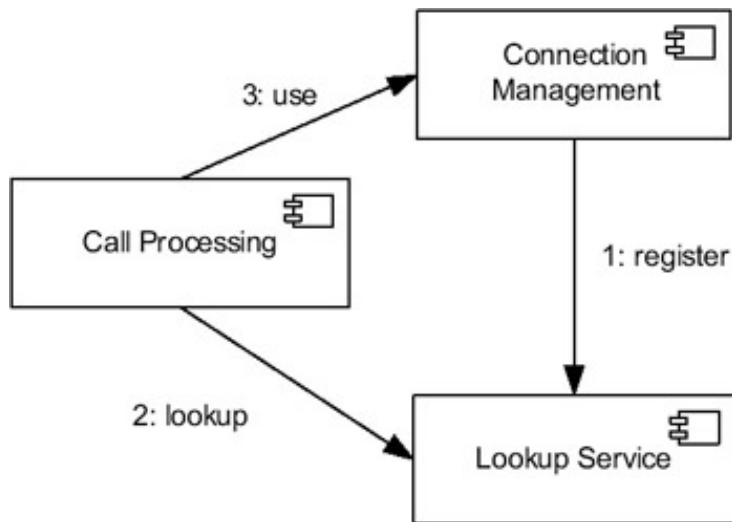 Connection
Management
3: use
Call Processing
1: register
2: lookup
Lookup Service